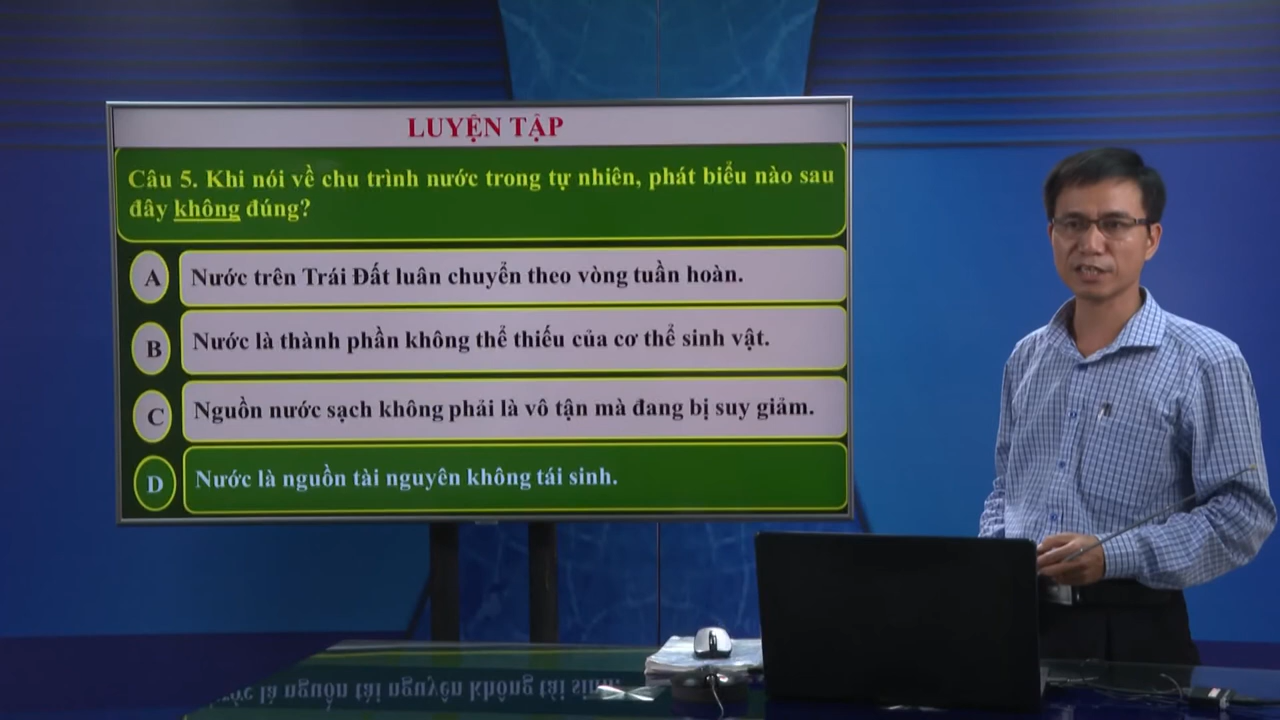 LUYỆN TẬP
Câu 5. Khi nói về chu trình nước trong tự nhiên, phát biểu nào sau
đây không đúng?
A Nước trên Trái Đất luân chuyển theo vòng tuần hoàn.
B Nước là thành phần không thể thiếu của cơ thể sinh vật.
C Nguồn nước sạch không phải là vô tận mà đang bị suy giảm.
D Nước là nguồn tài nguyên không tái sinh.